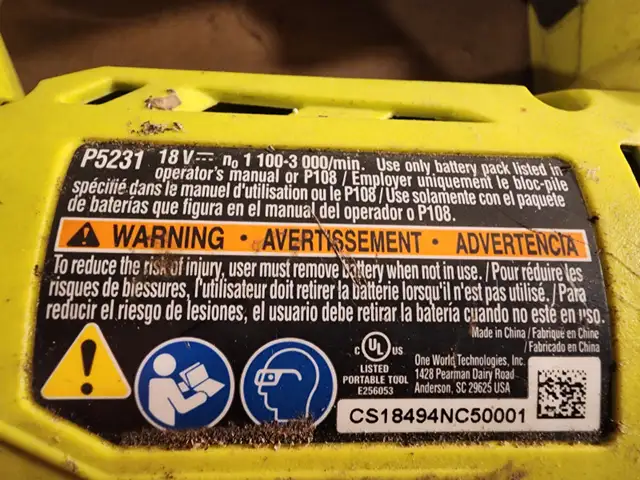 P5231 18 V⎓ n₀ 1 100-3 000/min. Use only battery pack listed in
operator's manual or P108 / Employer uniquement le bloc-pile
spécifié dans le manuel d'utilisation ou le P108 / Use solamente con el paquete
de baterías que figura en el manual del operador o P108.
WARNING • AVERTISSEMENT • ADVERTENCIA
To reduce the risk of injury, user must remove battery when not in use. / Pour réduire les
risques de blessures, l'utilisateur doit retirer la batterie lorsqu'il n'est pas utilisé. / Para
reducir el riesgo de lesiones, el usuario debe retirar la batería cuando no esté en uso.
Made in China / Fabriqué en Chine
/ Fabricado en China
C UL US
LISTED
PORTABLE TOOL
E256053
One World Technologies, Inc.
1428 Pearman Dairy Road
Anderson, SC 29625 USA
CS18494NC50001